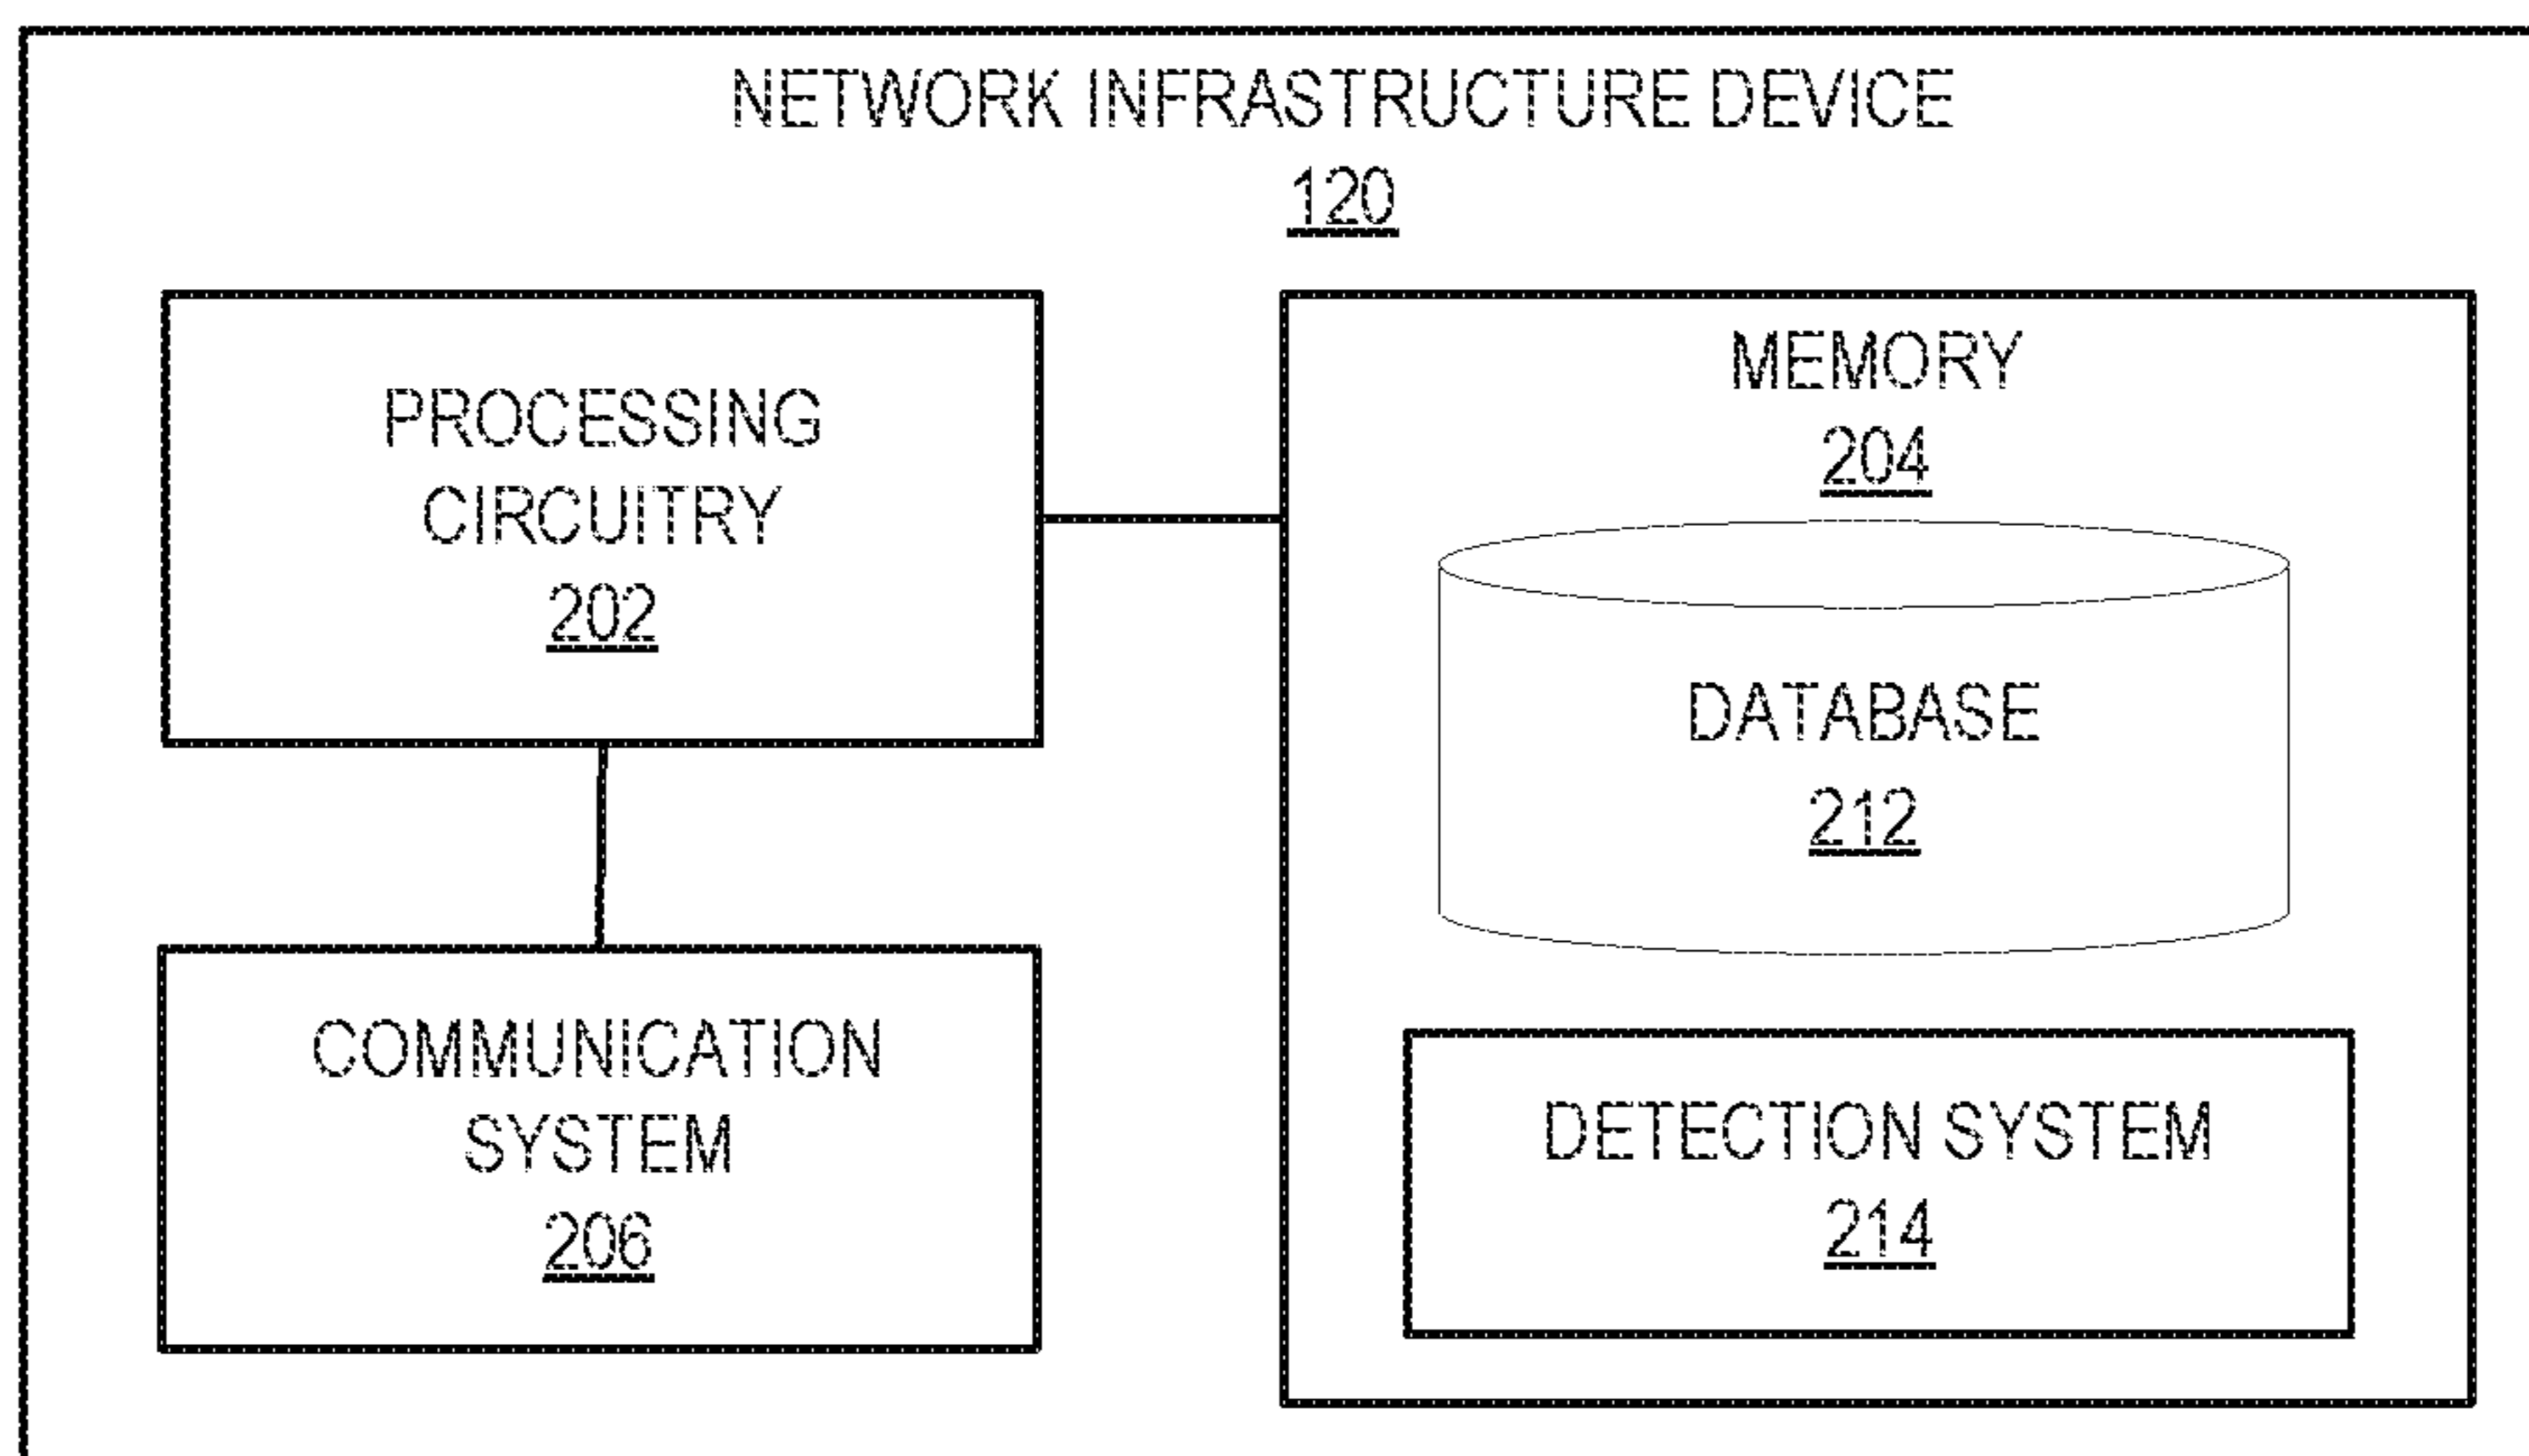 NETWORK INFRASTRUCTURE DEVICE
120
PROCESSING
CIRCUITRY
202
MEMORY
204
DATABASE
212
COMMUNICATION
SYSTEM
206
DETECTION SYSTEM
214